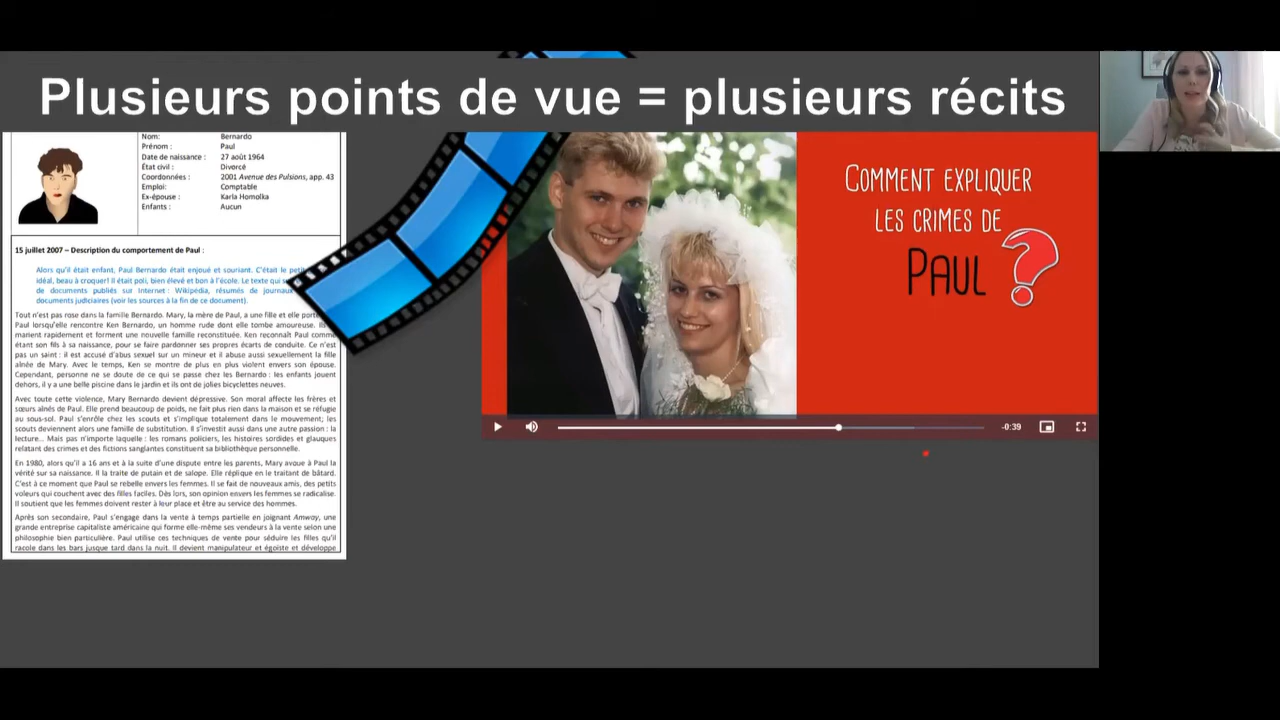 Plusieurs points de vue = plusieurs récits
Nom: Bernardo
Prénom : Paul
Date de naissance : 27 août 1964
État civil : Divorcé
Coordonnées : 2001 Avenue des Pulsions, app. 43
Emploi: Comptable
Ex-épouse : Karla Homolka
Enfants : Aucun
15 juillet 2007 – Description du comportement de Paul :
Alors qu'il était enfant, Paul Bernardo était enjoué et souriant. C'était le petit
idéal, beau à croquer! Il était poli, bien élevé et bon à l'école. Le texte qui
de documents publiés sur Internet : Wikipédia, résumés de journaux
documents judiciaires (voir les sources à la fin de ce document).
Tout n'est pas rose dans la famille Bernardo. Mary, la mère de Paul, a une fille et elle porte
Paul lorsqu'elle rencontre Ken Bernardo, un homme rude dont elle tombe amoureuse. Ils
marient rapidement et forment une nouvelle famille reconstituée. Ken reconnaît Paul comme
étant son fils à sa naissance, pour se faire pardonner ses propres écarts de conduite. Ce n'est
pas un saint : il est accusé d'abus sexuel sur un mineur et il abuse aussi sexuellement la fille
aînée de Mary. Avec le temps, Ken se montre de plus en plus violent envers son épouse.
Cependant, personne ne se doute de ce qui se passe chez les Bernardo : les enfants jouent
dehors, il y a une belle piscine dans le jardin et ils ont de jolies bicyclettes neuves.
Avec toute cette violence, Mary Bernardo devient dépressive. Son moral affecte les frères et
sœurs aînés de Paul. Elle prend beaucoup de poids, ne fait plus rien dans la maison et se réfugie
au sous-sol. Paul s'enrôle chez les scouts et s'implique totalement dans le mouvement; les
scouts deviennent alors une famille de substitution. Il s'investit aussi dans une autre passion : la
lecture... Mais pas n'importe laquelle : les romans policiers, les histoires sordides et glauques
relatant des crimes et des fictions sanglantes constituent sa bibliothèque personnelle.
En 1980, alors qu'il a 16 ans et à la suite d'une dispute entre les parents, Mary avoue à Paul la
vérité sur sa naissance. Il la traite de putain et de salope. Elle réplique en le traitant de bâtard.
C'est à ce moment que Paul se rebelle envers les femmes. Il se fait de nouveaux amis, des petits
voleurs qui couchent avec des filles faciles. Dès lors, son opinion envers les femmes se radicalise.
Il soutient que les femmes doivent rester à leur place et être au service des hommes.
Après son secondaire, Paul s'engage dans la vente à temps partielle en joignant Amway, une
grande entreprise capitaliste américaine qui forme elle-même ses vendeurs à la vente selon une
philosophie bien particulière. Paul utilise ces techniques de vente pour séduire les filles qu'il
racole dans les bars jusque tard dans la nuit. Il devient manipulateur et égoïste et développe
COMMENT EXPLIQUER
LES CRIMES DE
PAUL ?
-0:39